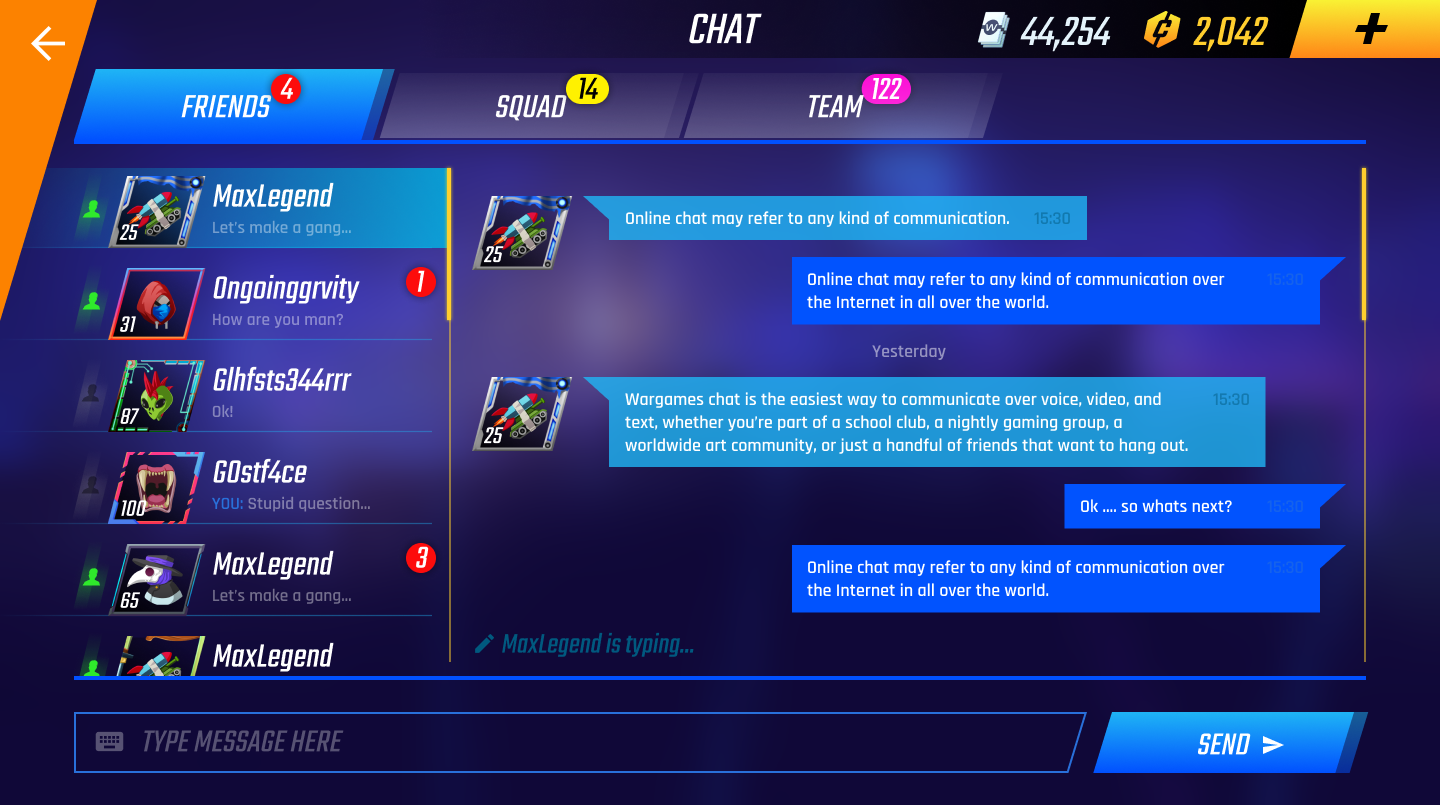 CHAT
44,254
2,042
FRIENDS
4
SQUAD
14
TEAM
122
MaxLegend
Let's make a gang...
25
Ongoinggrvity
How are you man?
31
1
Glhfsts344rrr
Ok!
87
G0stf4ce
YOU: Stupid question...
100
MaxLegend
Let's make a gang...
65
3
MaxLegend
25
Online chat may refer to any kind of communication.
15:30
Online chat may refer to any kind of communication over
the Internet in all over the world.
15:30
Yesterday
25
Wargames chat is the easiest way to communicate over voice, video, and
text, whether you're part of a school club, a nightly gaming group, a
worldwide art community, or just a handful of friends that want to hang out.
15:30
Ok .... so whats next?
15:30
Online chat may refer to any kind of communication over
the Internet in all over the world.
15:30
MaxLegend is typing...
TYPE MESSAGE HERE
SEND